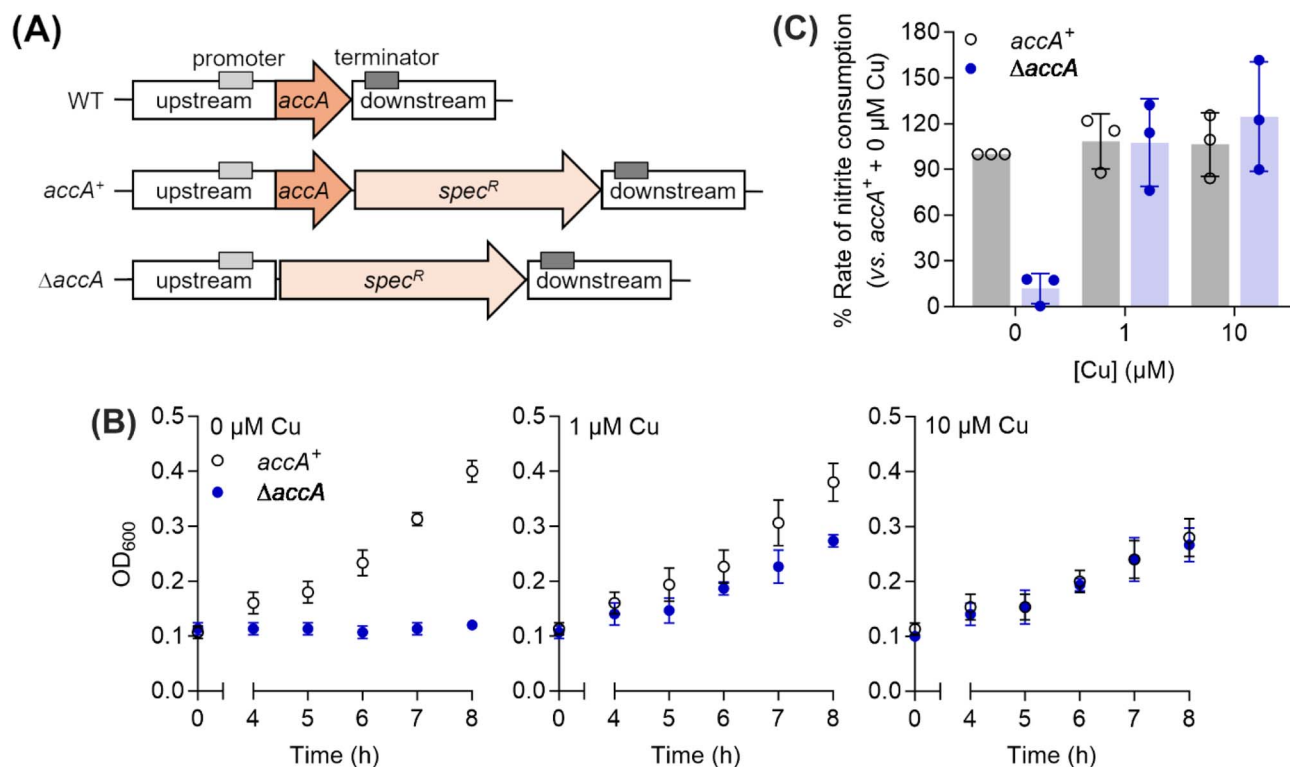 (A)
promoter terminator
WT upstream accA downstream
accA⁺ upstream accA specᴿ downstream
ΔaccA upstream specᴿ downstream
(C)
% Rate of nitrite consumption
(vs. accA⁺ + 0 μM Cu)
180
150
120
90
60
30
0
accA⁺
ΔaccA
0 1 10
[Cu] (μM)
(B)
OD₆₀₀
0.5
0.4
0.3
0.2
0.1
0.0
0 μM Cu
accA⁺
ΔaccA
0 4 5 6 7 8
Time (h)
0.5
0.4
0.3
0.2
0.1
0.0
1 μM Cu
0 4 5 6 7 8
Time (h)
0.5
0.4
0.3
0.2
0.1
0.0
10 μM Cu
0 4 5 6 7 8
Time (h)